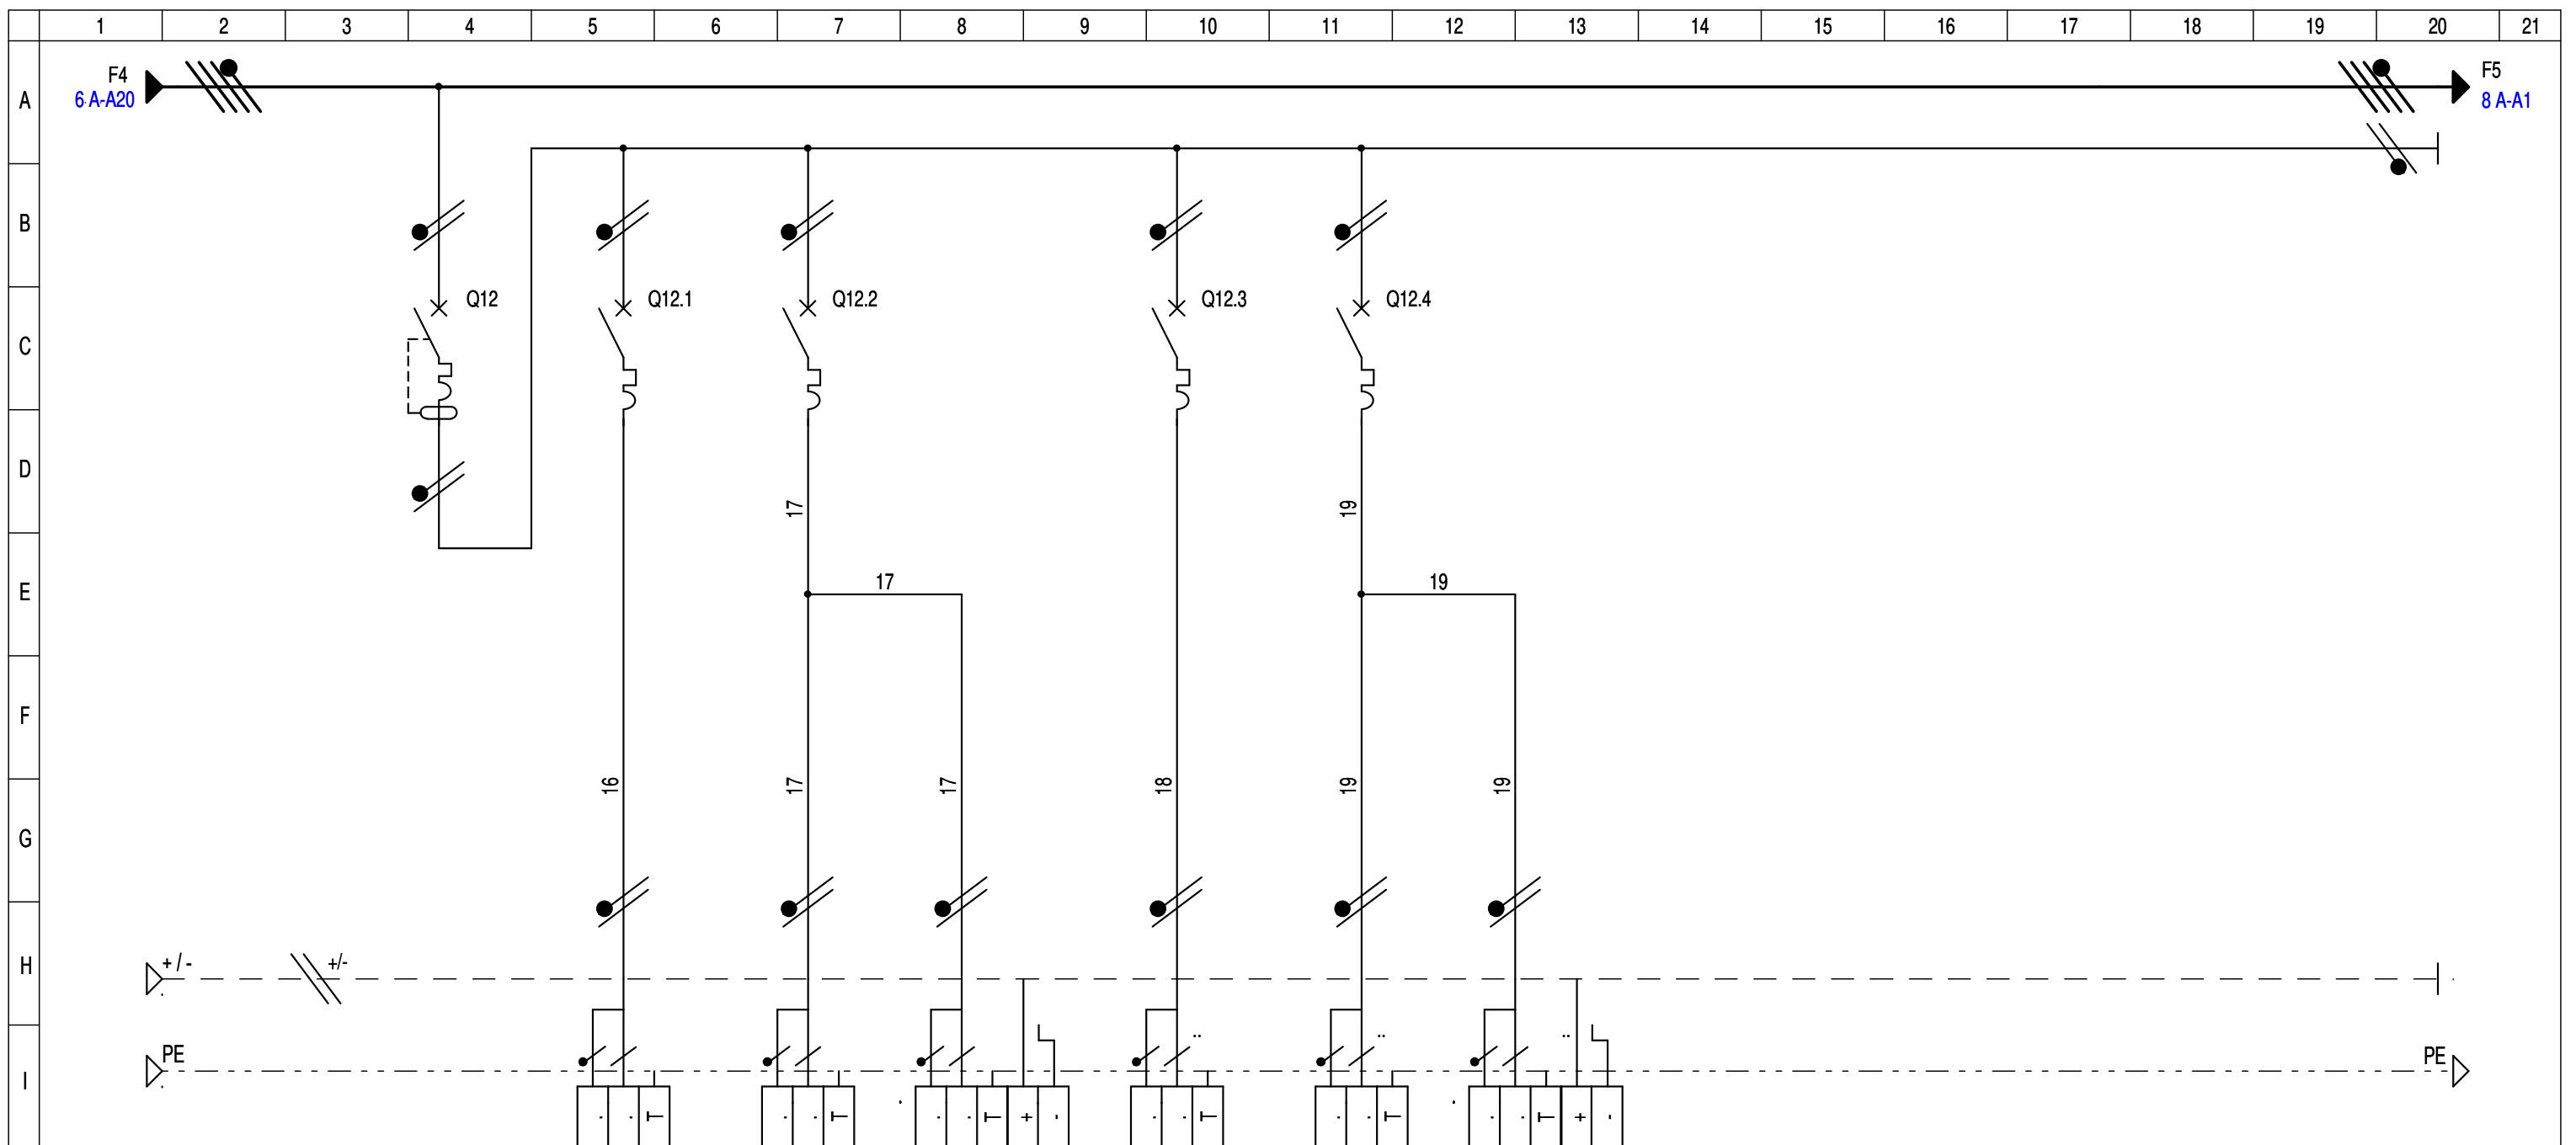 1 2 3 4 5 6 7 8 9 10 11 12 13 14 15 16 17 18 19 20 21
A
F4
6 A-A20
F5
8 A-A1
B
C
Q12
Q12.1
Q12.2
Q12.3
Q12.4
D
17
19
E
17
19
F
16
17
17
18
19
19
G
H
+ / -
+/-
I
PE
PE
+ -
+ -